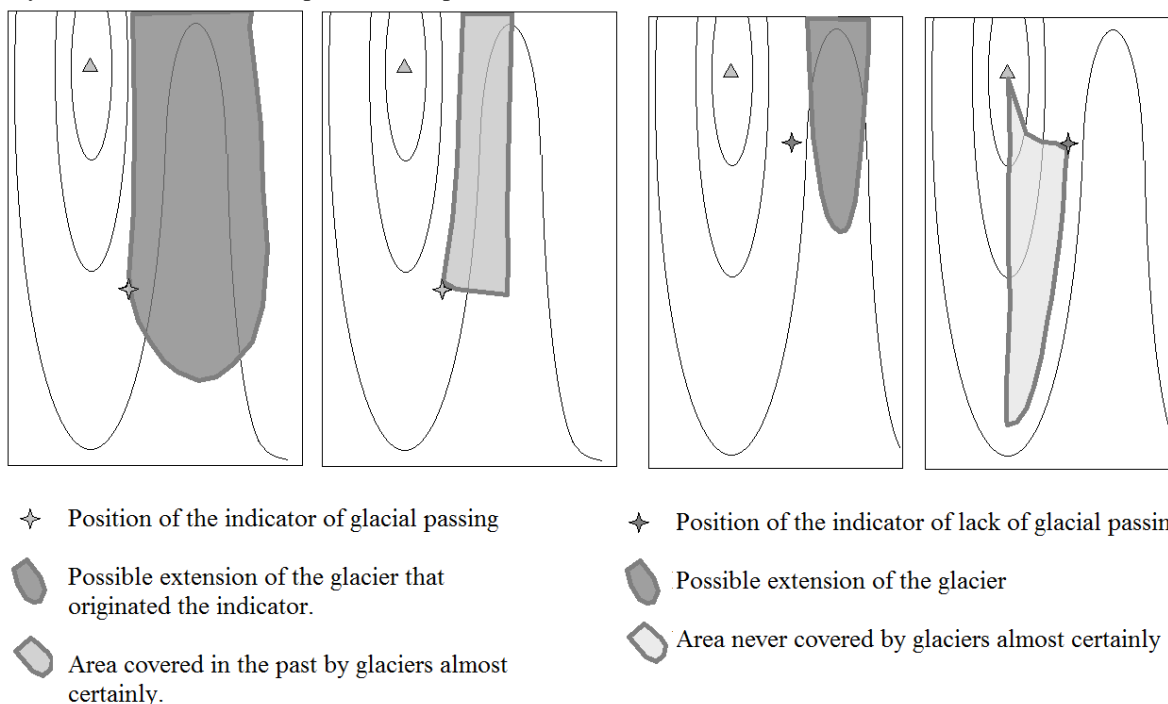 Position of the indicator of glacial passing
Possible extension of the glacier that
originated the indicator.
Area covered in the past by glaciers almost
certainly.
Position of the indicator of lack of glacial
Possible extension of the glacier
Area never covered by glaciers almost certainly